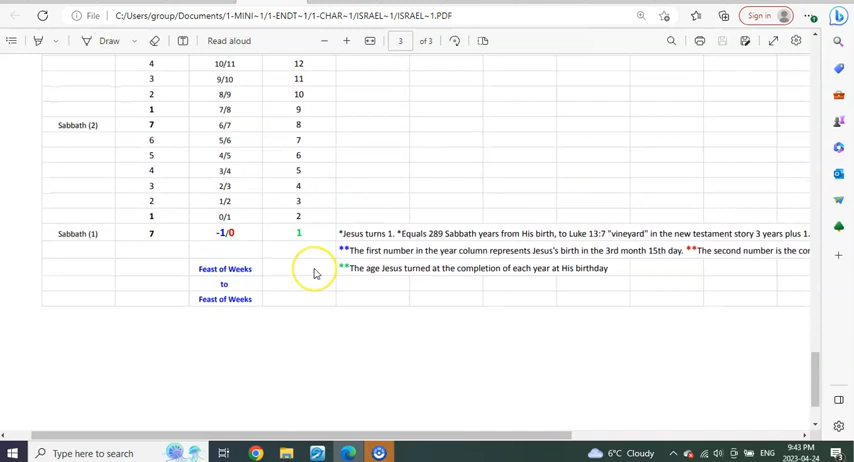 File
C:/Users/group/Documents/1-MINI~1/1-ENDT~1/1-CHAR~1/ISRAEL~1/ISRAEL~1.PDF
Sign in
Draw
Read aloud
3
of 3
4 10/11 12
3 9/10 11
2 8/9 10
1 7/8 9
Sabbath (2) 7 6/7 8
6 5/6 7
5 4/5 6
4 3/4 5
3 2/3 4
2 1/2 3
1 0/1 2
Sabbath (1) 7 -1/0 1 *Jesus turns 1. *Equals 289 Sabbath years from His birth, to Luke 13:7 "vineyard" in the new testament story 3 years plus 1.
**The first number in the year column represents Jesus's birth in the 3rd month 15th day. **The second number is the con
Feast of Weeks **The age Jesus turned at the completion of each year at His birthday
to
Feast of Weeks
Type here to search
6°C Cloudy
ENG
9:43 PM
2023-04-24
3